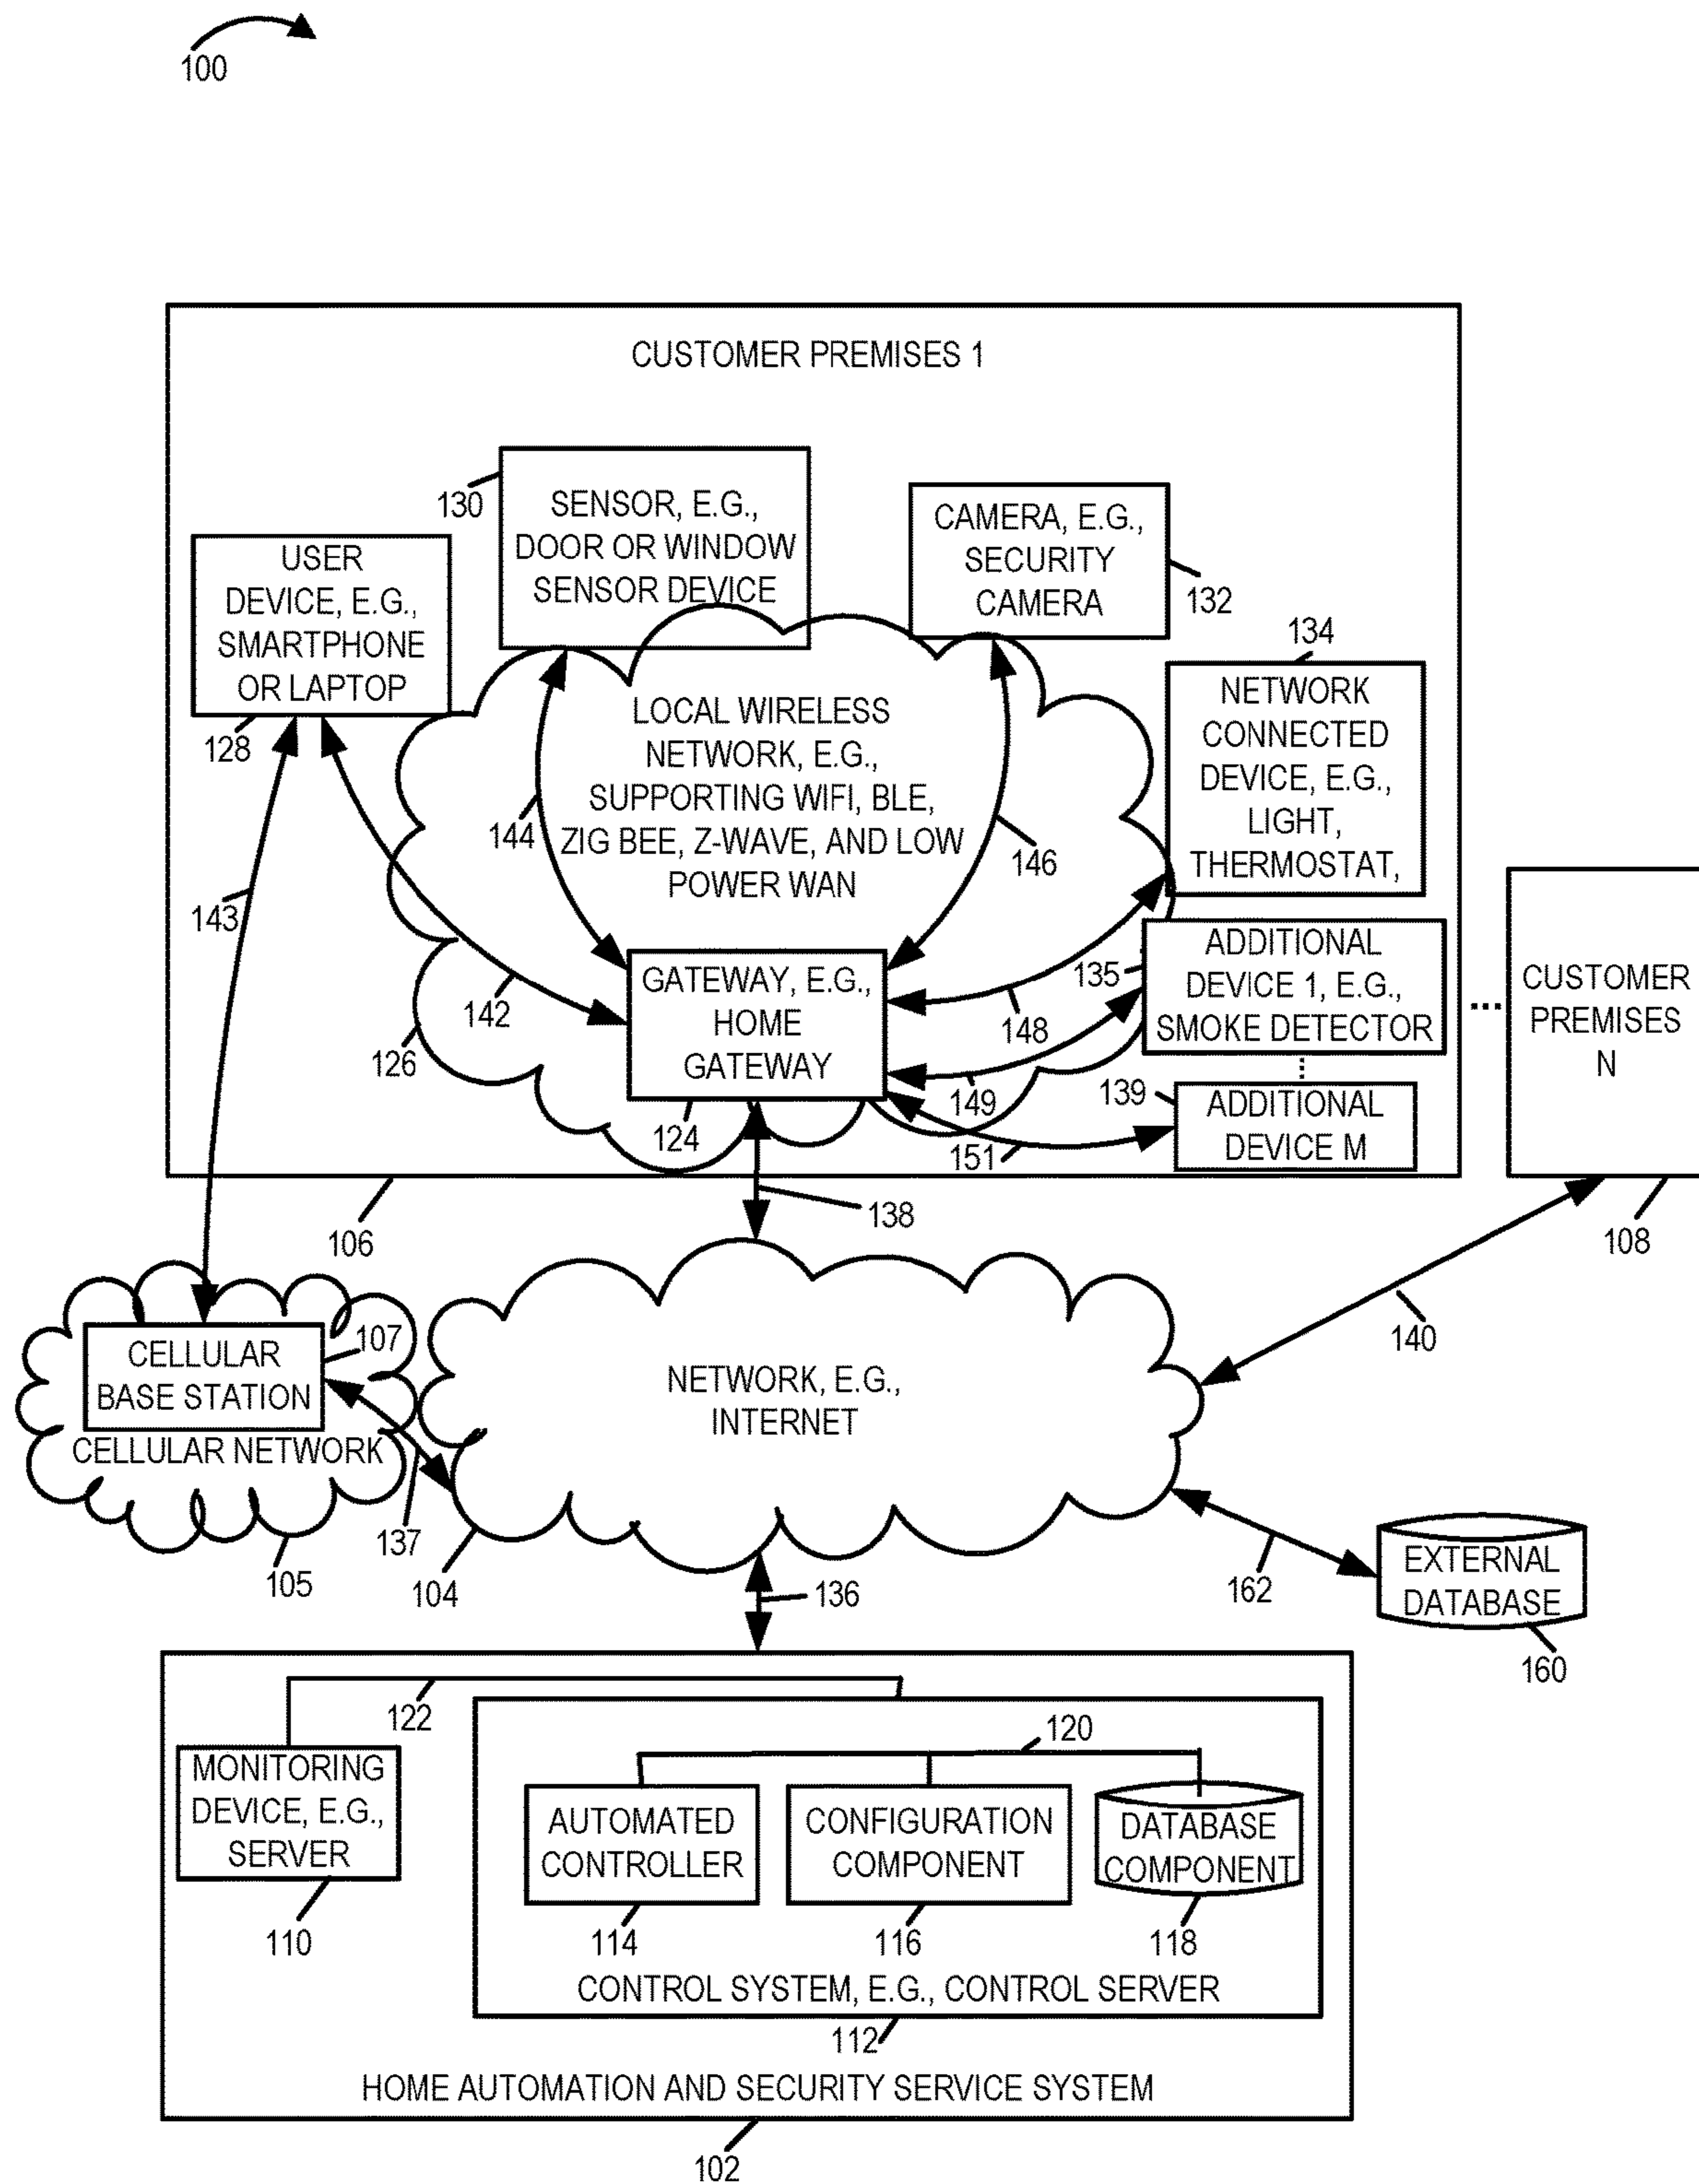 100
CUSTOMER PREMISES 1
130
SENSOR, E.G.,
DOOR OR WINDOW
SENSOR DEVICE
CAMERA, E.G.,
SECURITY
CAMERA
132
USER
DEVICE, E.G.,
SMARTPHONE
OR LAPTOP
128
134
NETWORK
CONNECTED
DEVICE, E.G.,
LIGHT,
THERMOSTAT,
LOCAL WIRELESS
NETWORK, E.G.,
SUPPORTING WIFI, BLE,
ZIG BEE, Z-WAVE, AND LOW
POWER WAN
144
146
143
142
126
GATEWAY, E.G.,
HOME
GATEWAY
124
148
135
ADDITIONAL
DEVICE 1, E.G.,
SMOKE DETECTOR
149
139
ADDITIONAL
DEVICE M
151
...
CUSTOMER
PREMISES
N
108
106
138
140
107
CELLULAR
BASE STATION
CELLULAR NETWORK
105
137
104
NETWORK, E.G.,
INTERNET
136
162
EXTERNAL
DATABASE
160
122
MONITORING
DEVICE, E.G.,
SERVER
110
120
AUTOMATED
CONTROLLER
114
CONFIGURATION
COMPONENT
116
DATABASE
COMPONENT
118
CONTROL SYSTEM, E.G., CONTROL SERVER
112
HOME AUTOMATION AND SECURITY SERVICE SYSTEM
102